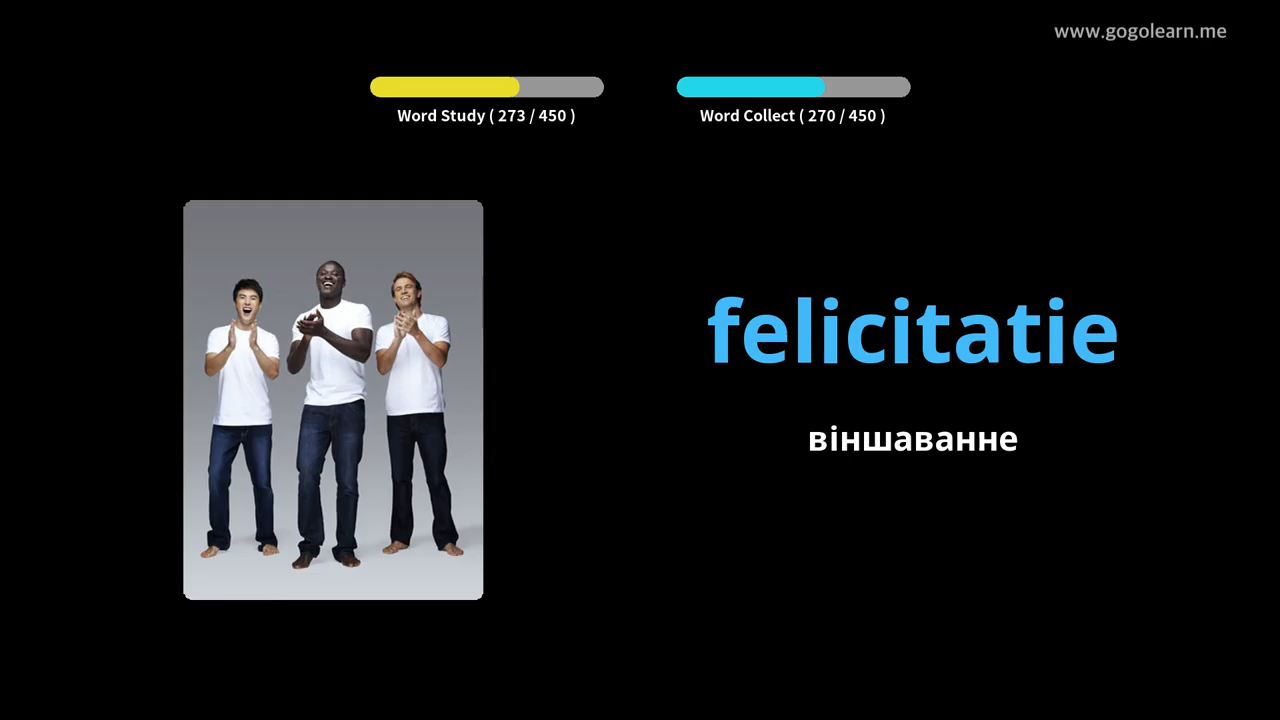 www.gogolearn.me
Word Study ( 273 / 450 )
Word Collect ( 270 / 450 )
felicitatie
віншаванне